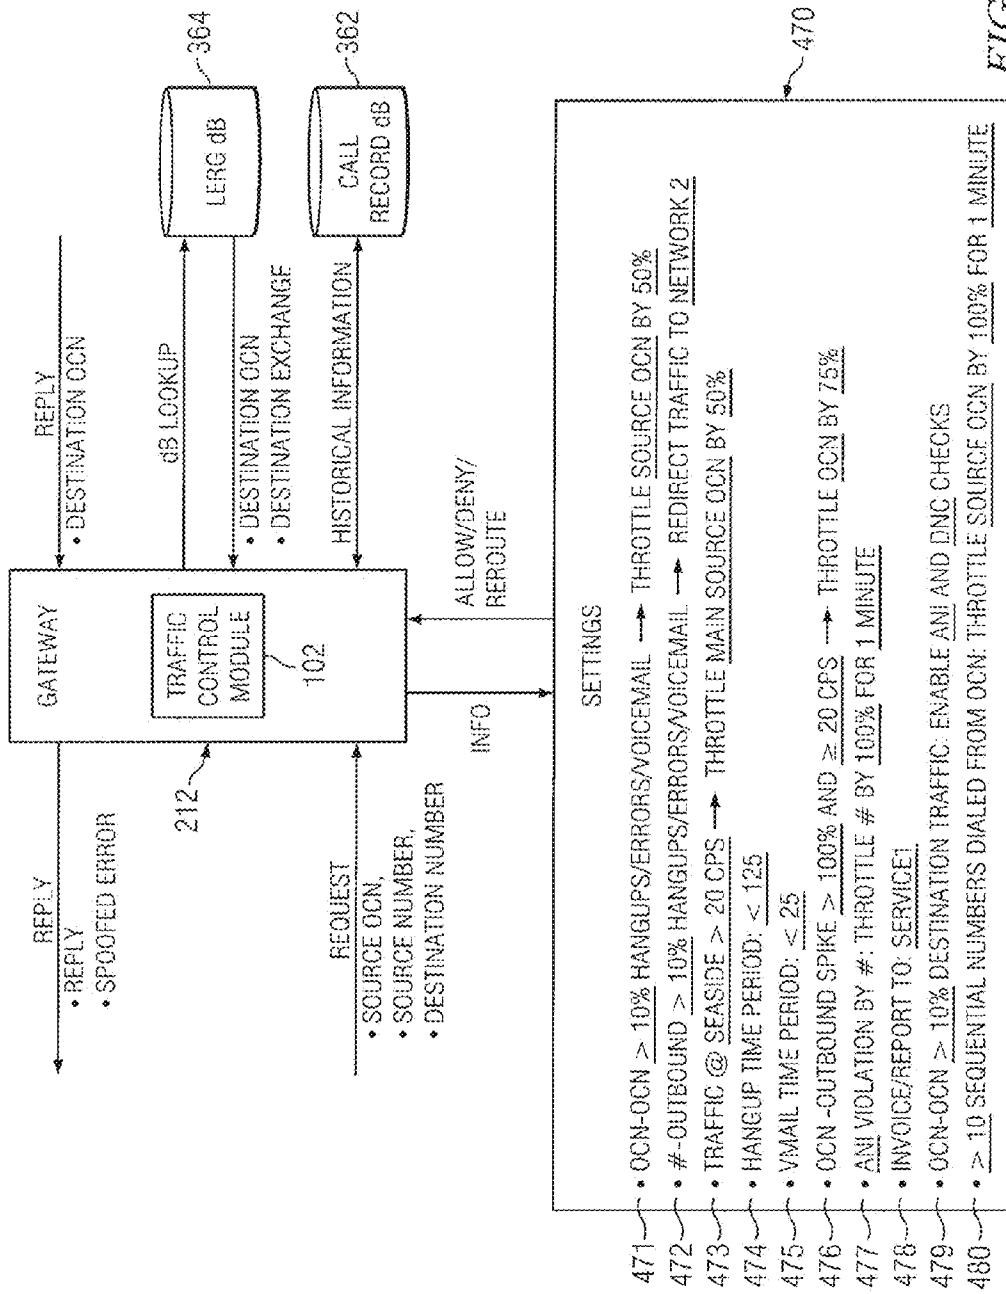 REPLY
• REPLY
• SPOOFED ERROR
212
REQUEST
• SOURCE OCN,
• SOURCE NUMBER,
• DESTINATION NUMBER
GATEWAY
TRAFFIC
CONTROL
MODULE
102
REPLY
• DESTINATION OCN
dB LOOKUP
• DESTINATION OCN
• DESTINATION EXCHANGE
HISTORICAL INFORMATION
LERG dB
364
CALL
RECORD dB
362
INFO
ALLOW/DENY/
REROUTE
470
SETTINGS
471 • OCN-OCN > 10% HANGUPS/ERRORS/VOICEMAIL → THROTTLE SOURCE OCN BY 50%
472 • #-OUTBOUND > 10% HANGUPS/ERRORS/VOICEMAIL → REDIRECT TRAFFIC TO NETWORK 2
473 • TRAFFIC @ SEASIDE > 20 CPS → THROTTLE MAIN SOURCE OCN BY 50%
474 • HANGUP TIME PERIOD: < 125
475 • VMAIL TIME PERIOD: < 25
476 • OCN -OUTBOUND SPIKE > 100% AND ≥ 20 CPS → THROTTLE OCN BY 75%
477 • ANI VIOLATION BY #: THROTTLE # BY 100% FOR 1 MINUTE
478 • INVOICE/REPORT TO: SERVICE1
479 • OCN-OCN > 10% DESTINATION TRAFFIC: ENABLE ANI AND DNC CHECKS
480 • > 10 SEQUENTIAL NUMBERS DIALED FROM OCN: THROTTLE SOURCE OCN BY 100% FOR 1 MINUTE
FIG